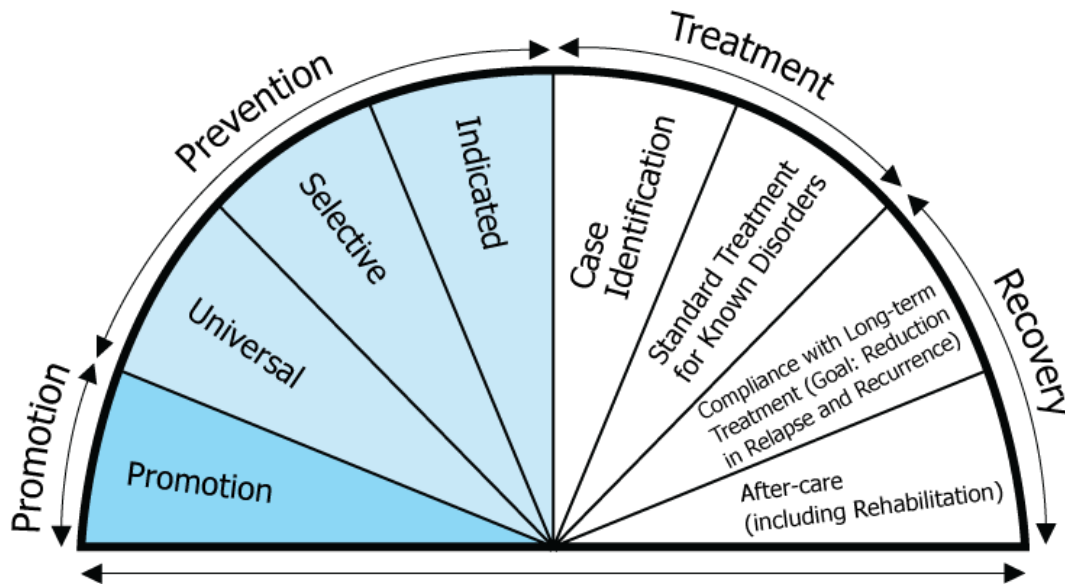 Promotion
Prevention
Treatment
Recovery
Promotion
Universal
Selective
Indicated
Case
Identification
Standard Treatment
for Known Disorders
Compliance with Long-term
Treatment (Goal: Reduction
in Relapse and Recurrence)
After-care
(including Rehabilitation)